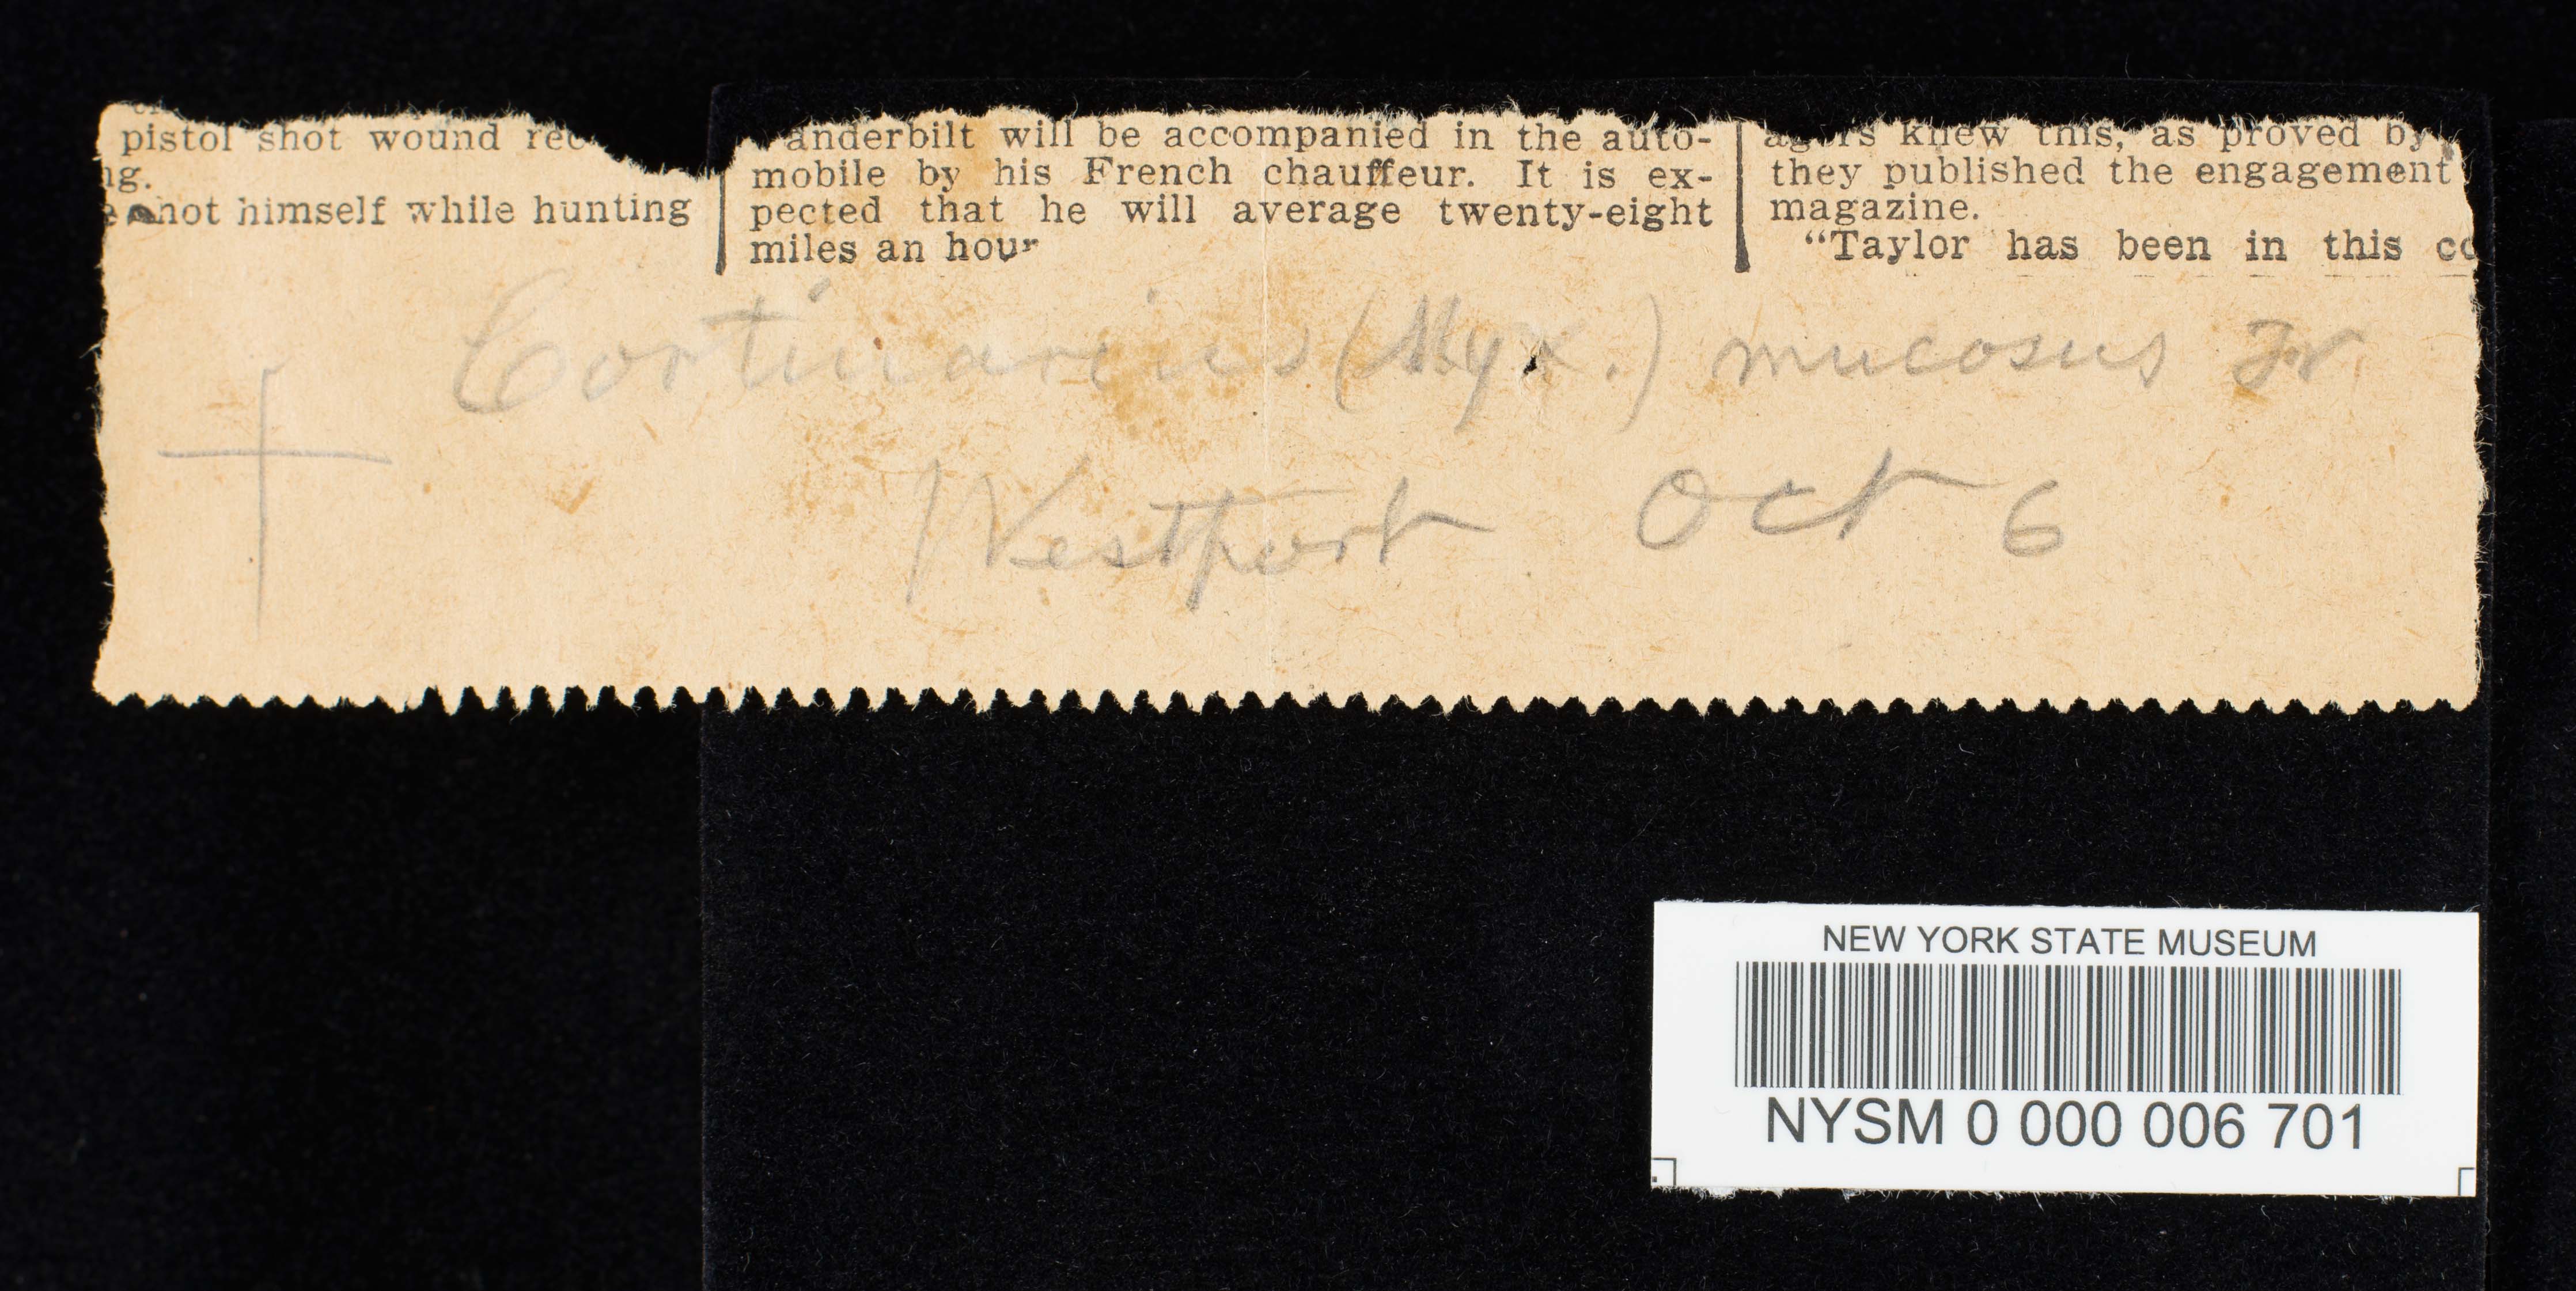 pistol shot wound
ng.
e shot himself while hunting
anderbilt will be accompanied in the auto-
mobile by his French chauffeur. It is ex-
pected that he will average twenty-eight
miles an hour
agers knew this, as proved by
they published the engagement
magazine.
"Taylor has been in this co
Cortinarius (Myx.) mucosus Fr
Westport Oct 6
NEW YORK STATE MUSEUM
NYSM 0 000 006 701